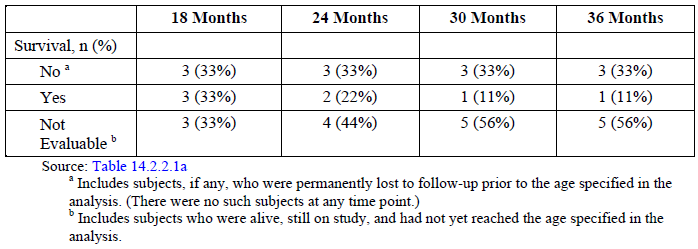 18 Months 24 Months 30 Months 36 Months
Survival, n (%)
No a 3 (33%) 3 (33%) 3 (33%) 3 (33%)
Yes 3 (33%) 2 (22%) 1 (11%) 1 (11%)
Not
Evaluable b 3 (33%) 4 (44%) 5 (56%) 5 (56%)
Source: Table 14.2.2.1a
a Includes subjects, if any, who were permanently lost to follow-up prior to the age specified in the
analysis. (There were no such subjects at any time point.)
b Includes subjects who were alive, still on study, and had not yet reached the age specified in the
analysis.